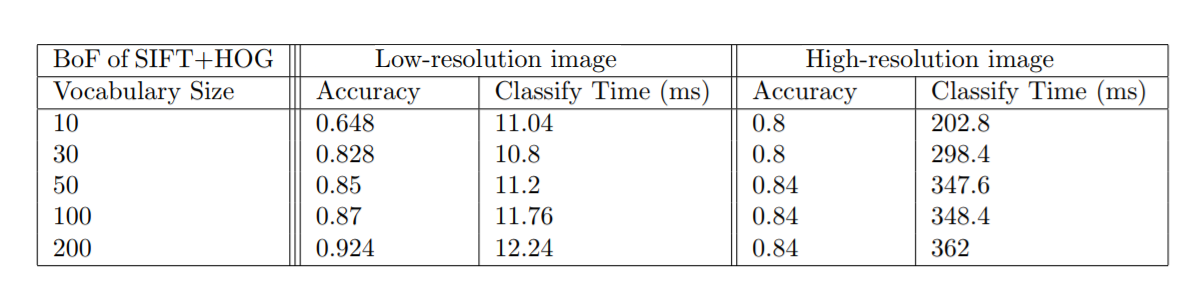 BoF of SIFT+HOG Low-resolution image High-resolution image
Vocabulary Size Accuracy Classify Time (ms) Accuracy Classify Time (ms)
10 0.648 11.04 0.8 202.8
30 0.828 10.8 0.8 298.4
50 0.85 11.2 0.84 347.6
100 0.87 11.76 0.84 348.4
200 0.924 12.24 0.84 362